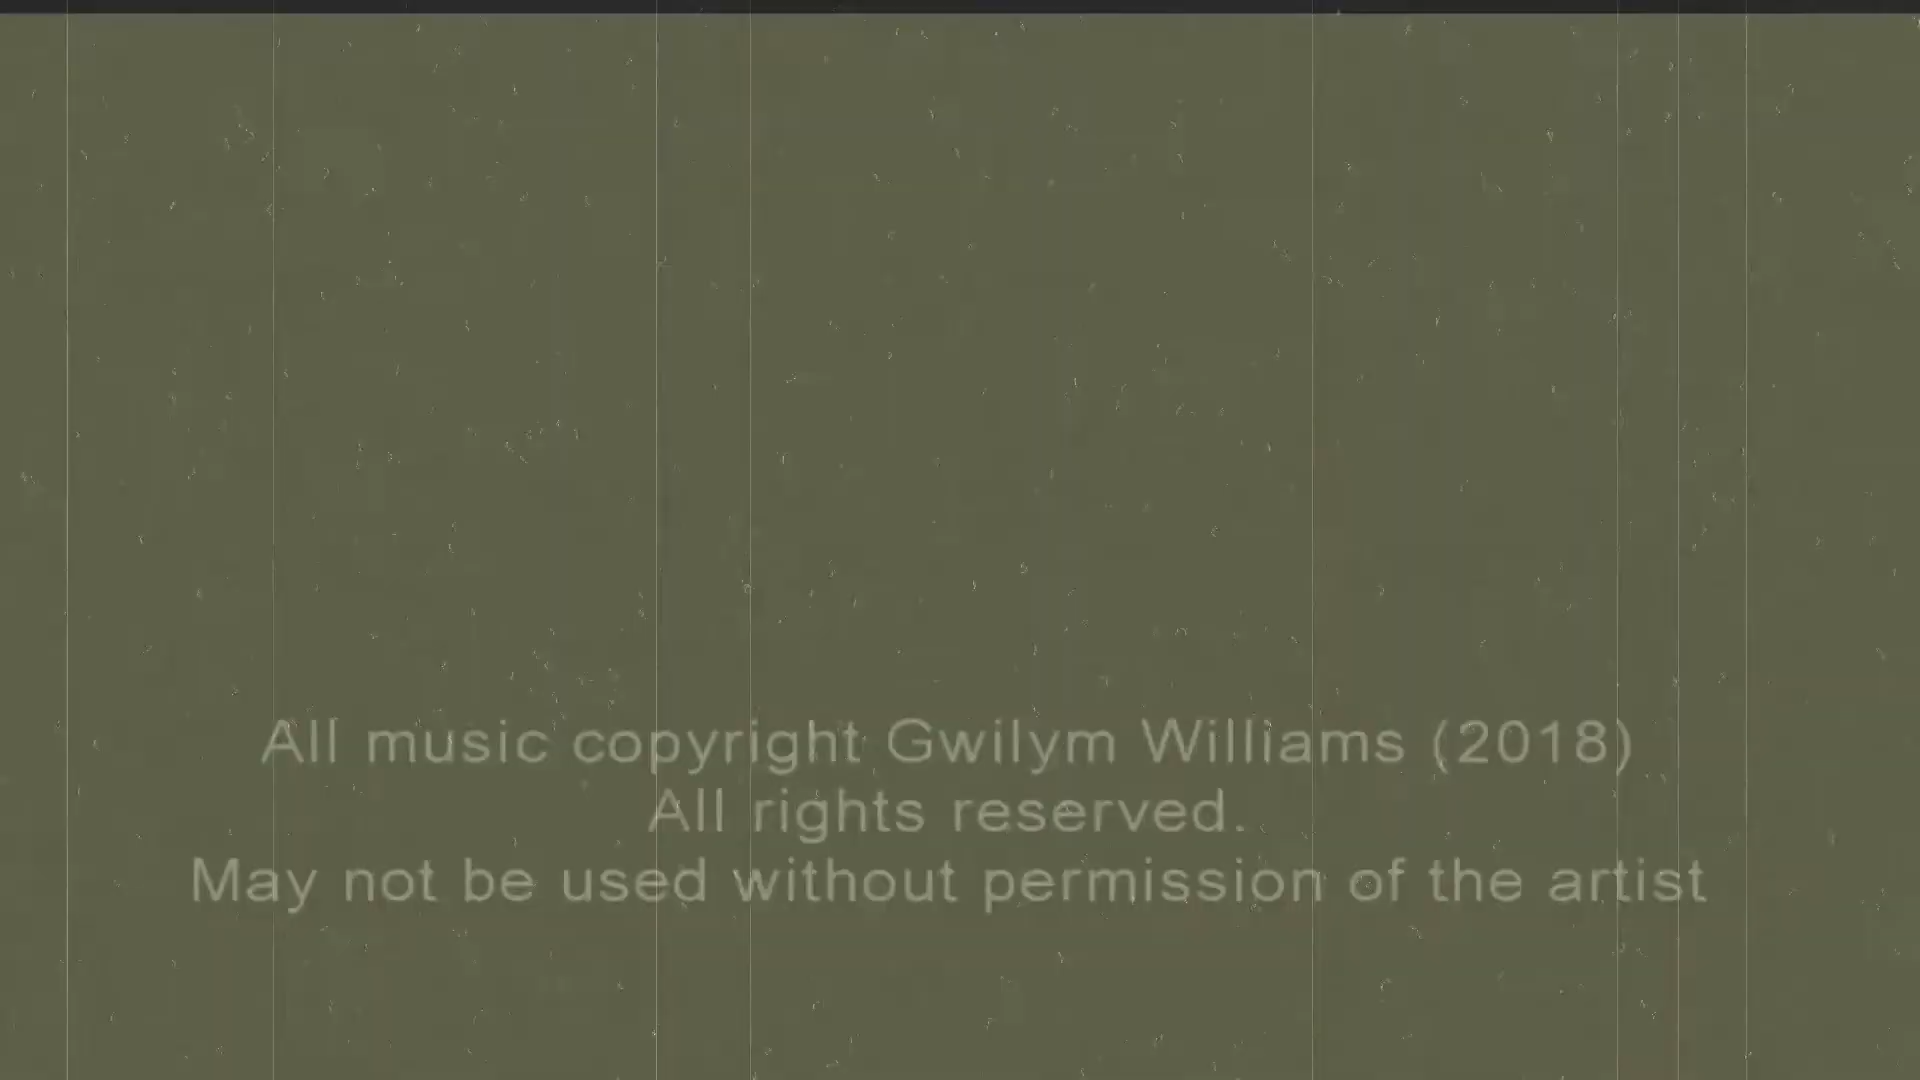 All music copyright Gwilym Williams (2018)
All rights reserved.
May not be used without permission of the artist